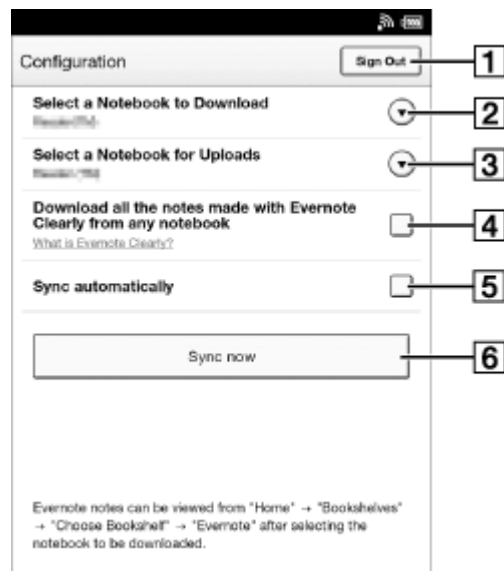 Configuration
Sign Out
1
Select a Notebook to Download
2
Select a Notebook for Uploads
3
Download all the notes made with Evernote
Clearly from any notebook
4
What is Evernote Clearly?
Sync automatically
5
Sync now
6
Evernote notes can be viewed from "Home" → "Bookshelves"
→ "Choose Bookshelf" → "Evernote" after selecting the
notebook to be downloaded.